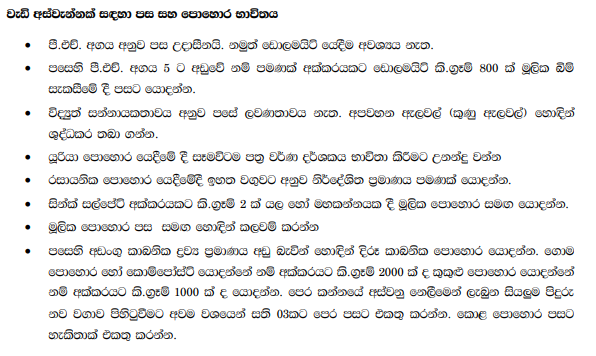 වැඩි අස්වැන්නක් සඳහා පස සහ පොහොර භාවිතය
• පී.එච්. අගය අනුව පස උදාසීනයි. නමුත් ඩොලමයිට් යෙදීම අවශ්‍යය නැත.
• පසෙහි පී.එච්. අගය 5 ට අඩුවේ නම් පමණක් අක්කරයකට ඩොලමයිට් කි.ග්‍රෑම් 800 ක් මූලික බිම්
සැකසීමේ දී පසට යොදන්න.
• විද්‍යුත් සන්නායකතාවය අනුව පසේ ලවණතාවය නැත. අපවහන ඇලවල් (කුණු ඇලවල්) හොඳින්
ශුද්ධකර තබා ගන්න.
• යූරියා පොහොර යෙදීමේ දී සෑමවිටම පත්‍ර වර්ණ දර්ශකය භාවිතා කිරීමට උනන්දු වන්න
• රසායනික පොහොර යෙදීමේදී ඉහත වගුවට අනුව නිර්දේශිත ප්‍රමාණය පමණක් යොදන්න.
• සින්ක් සල්පේට් අක්කරයකට කි.ග්‍රෑම් 2 ක් යල හෝ මහකන්නයක දී මූලික පොහොර සමඟ යොදන්න.
• මූලික පොහොර පස සමඟ හොඳින් කලවම් කරන්න
• පසෙහි අඩංගු කාබනික ද්‍රව්‍ය ප්‍රමාණය අඩු බැවින් හොඳින් දිරූ කාබනික පොහොර යොදන්න. ගොම
පොහොර හෝ කොම්පෝස්ට් යොදන්නේ නම් අක්කරයට කි.ග්‍රෑම් 2000 ක් ද කුකුළු පොහොර යොදන්නේ
නම් අක්කරයට කි.ග්‍රෑම් 1000 ක් ද යොදන්න. පෙර කන්නයේ අස්වනු නෙලීමෙන් ලැබුන සියලුම පිදුරු
නව වගාව පිහිටුවීමට අවම වශයෙන් සති 03කට පෙර පසට එකතු කරන්න. කොළ පොහොර පසට
හැකිතාක් එකතු කරන්න.